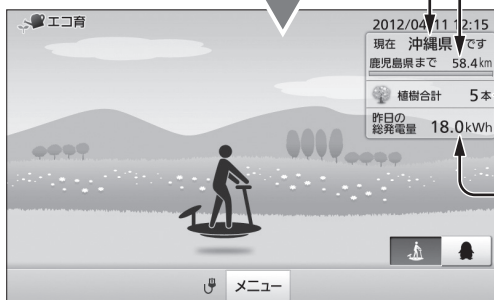 エコ育
2012/04/11 12:15
現在 沖縄県 です
鹿児島県まで 58.4km
植樹合計 5本
昨日の
総発電量 18.0kWh
メニュー